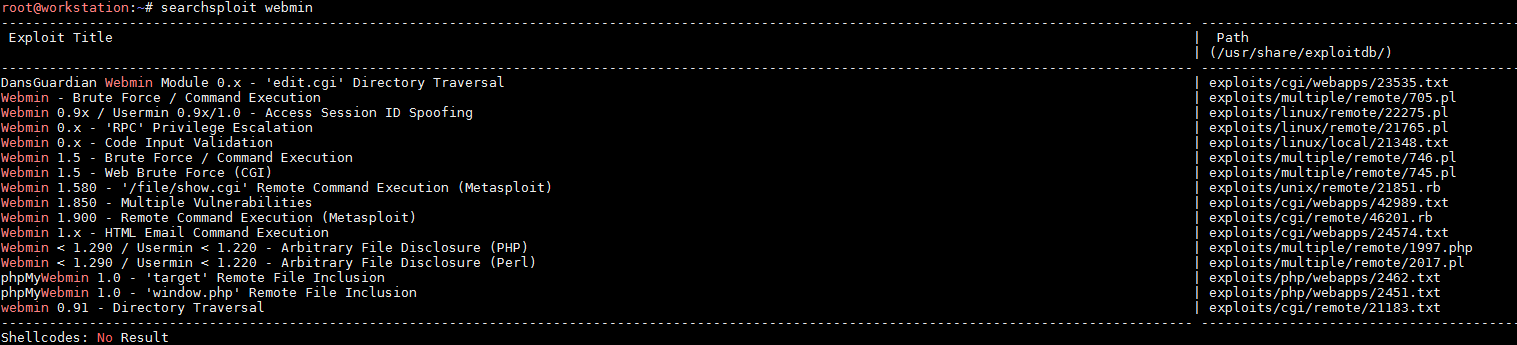 root@workstation:~# searchsploit webmin
Exploit Title | Path
| (/usr/share/exploitdb/)
DansGuardian Webmin Module 0.x - 'edit.cgi' Directory Traversal | exploits/cgi/webapps/23535.txt
Webmin - Brute Force / Command Execution | exploits/multiple/remote/705.pl
Webmin 0.9x / Usermin 0.9x/1.0 - Access Session ID Spoofing | exploits/linux/remote/22275.pl
Webmin 0.x - 'RPC' Privilege Escalation | exploits/linux/remote/21765.pl
Webmin 0.x - Code Input Validation | exploits/linux/local/21348.txt
Webmin 1.5 - Brute Force / Command Execution | exploits/multiple/remote/746.pl
Webmin 1.5 - Web Brute Force (CGI) | exploits/multiple/remote/745.pl
Webmin 1.580 - '/file/show.cgi' Remote Command Execution (Metasploit) | exploits/unix/remote/21851.rb
Webmin 1.850 - Multiple Vulnerabilities | exploits/cgi/webapps/42989.txt
Webmin 1.900 - Remote Command Execution (Metasploit) | exploits/cgi/remote/46201.rb
Webmin 1.x - HTML Email Command Execution | exploits/cgi/webapps/24574.txt
Webmin < 1.290 / Usermin < 1.220 - Arbitrary File Disclosure (PHP) | exploits/multiple/remote/1997.php
Webmin < 1.290 / Usermin < 1.220 - Arbitrary File Disclosure (Perl) | exploits/multiple/remote/2017.pl
phpMyWebmin 1.0 - 'target' Remote File Inclusion | exploits/php/webapps/2462.txt
phpMyWebmin 1.0 - 'window.php' Remote File Inclusion | exploits/php/webapps/2451.txt
webmin 0.91 - Directory Traversal | exploits/cgi/remote/21183.txt
Shellcodes: No Result